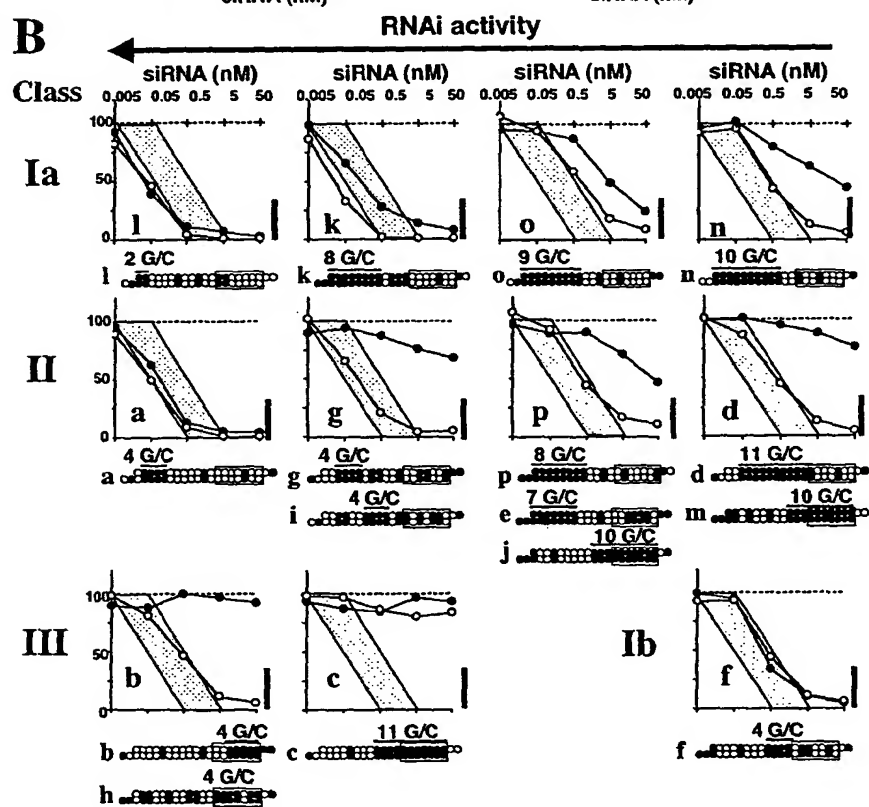 siRNA (nM) siRNA (nM)
B RNAi activity
Class siRNA (nM) siRNA (nM) siRNA (nM) siRNA (nM)
0.005 0.05 0.5 5 50 0.005 0.05 0.5 5 50 0.005 0.05 0.5 5 50 0.005 0.05 0.5 5 50
100
Ia 50
0
l k o n
2 G/C 8 G/C 9 G/C 10 G/C
l k o n
100
II 50
0
a g p d
4 G/C 4 G/C 8 G/C 11 G/C
a g p d
4 G/C 7 G/C 10 G/C
i e m
10 G/C
j
100
III 50 Ib
0
b c f
4 G/C 11 G/C 4 G/C
b c f
4 G/C
h